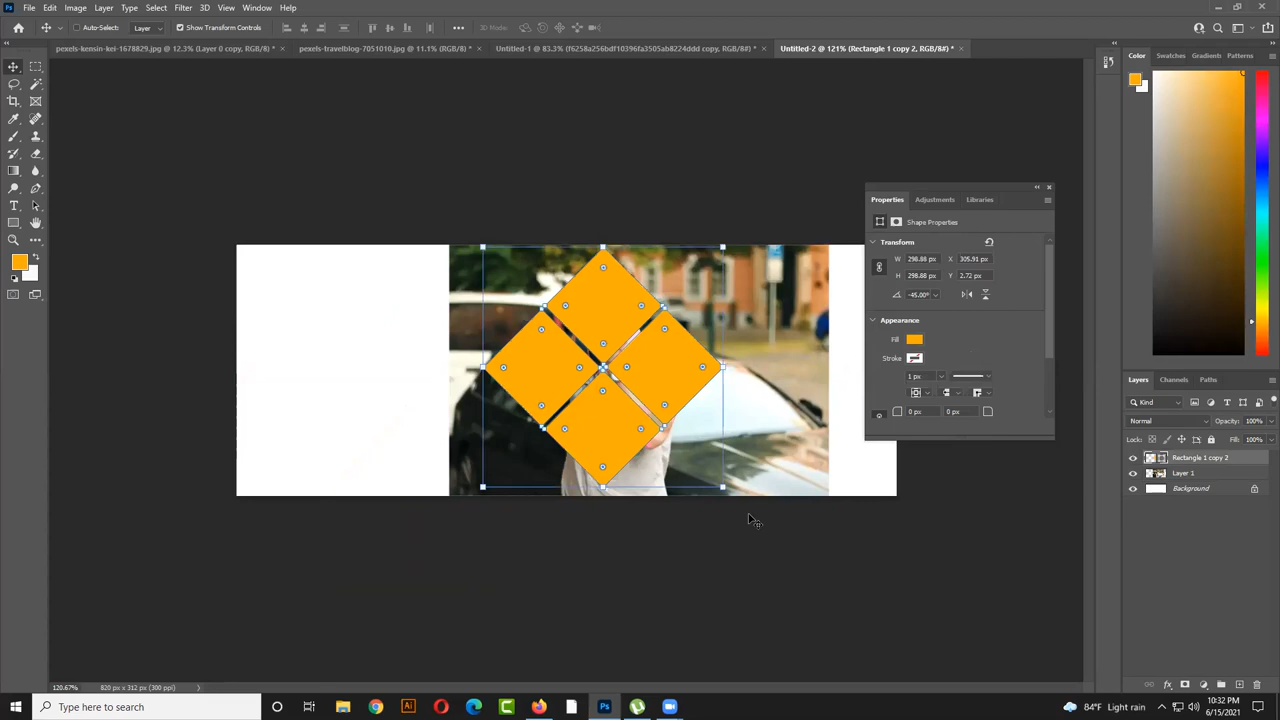 Ps File Edit Image Layer Type Select Filter 3D View Window Help
Auto-Select: Layer Show Transform Controls 3D Mode:
pexels-kensin-kei-1678829.jpg @ 12.3% (Layer 0 copy, RGB/8) * × pexels-travelblog-7051010.jpg @ 11.1% (RGB/8) * × Untitled-1 @ 83.3% (f6258a256bdf10396fa3505ab8224ddd copy, RGB/8#) * × Untitled-2 @ 121% (Rectangle 1 copy 2, RGB/8#) * ×
Color Swatches Gradients Patterns
Properties Adjustments Libraries
Shape Properties
Transform
W 298.88 px X 305.91 px
H 298.88 px Y 2.72 px
-45.00°
Appearance
Fill
Stroke
1 px
0 px 0 px
Layers Channels Paths
Kind
Normal Opacity: 100%
Lock: Fill: 100%
Rectangle 1 copy 2
Layer 1
Background
120.67% 820 px x 312 px (300 ppi)
Type here to search
Ai
Ps
84°F Light rain
10:32 PM
6/15/2021